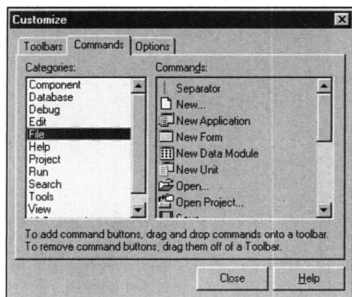 Customize
Toolbars Commands Options
Categories:
Component
Database
Debug
Edit
File
Help
Project
Run
Search
Tools
View
Commands:
Separator
New...
New Application
New Form
New Data Module
New Unit
Open...
Open Project...
To add command buttons, drag and drop commands onto a toolbar.
To remove command buttons, drag them off of a Toolbar.
Close Help